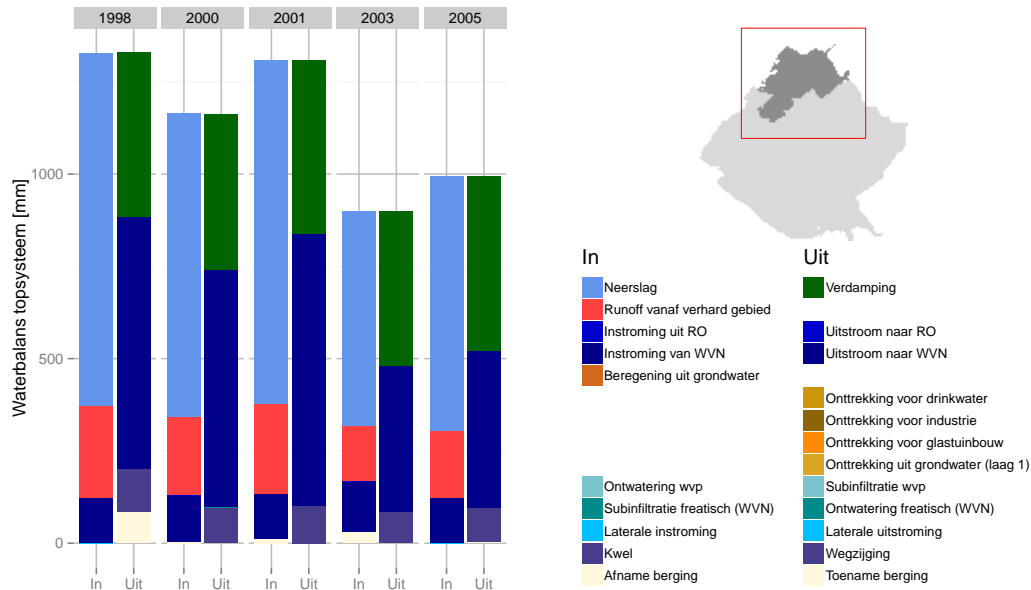 1998 2000 2001 2003 2005
Waterbalans topsysteem [mm]
1000
500
0
In Uit In Uit In Uit In Uit In Uit
In
Neerslag
Runoff vanaf verhard gebied
Instroming uit RO
Instroming van WVN
Beregening uit grondwater
Ontwatering wvp
Subinfiltratie freatisch (WVN)
Laterale instroming
Kwel
Afname berging
Uit
Verdamping
Uitstroom naar RO
Uitstroom naar WVN
Onttrekking voor drinkwater
Onttrekking voor industrie
Onttrekking voor glastuinbouw
Onttrekking uit grondwater (laag 1)
Subinfiltratie wvp
Ontwatering freatisch (WVN)
Laterale uitstroming
Wegzijging
Toename berging